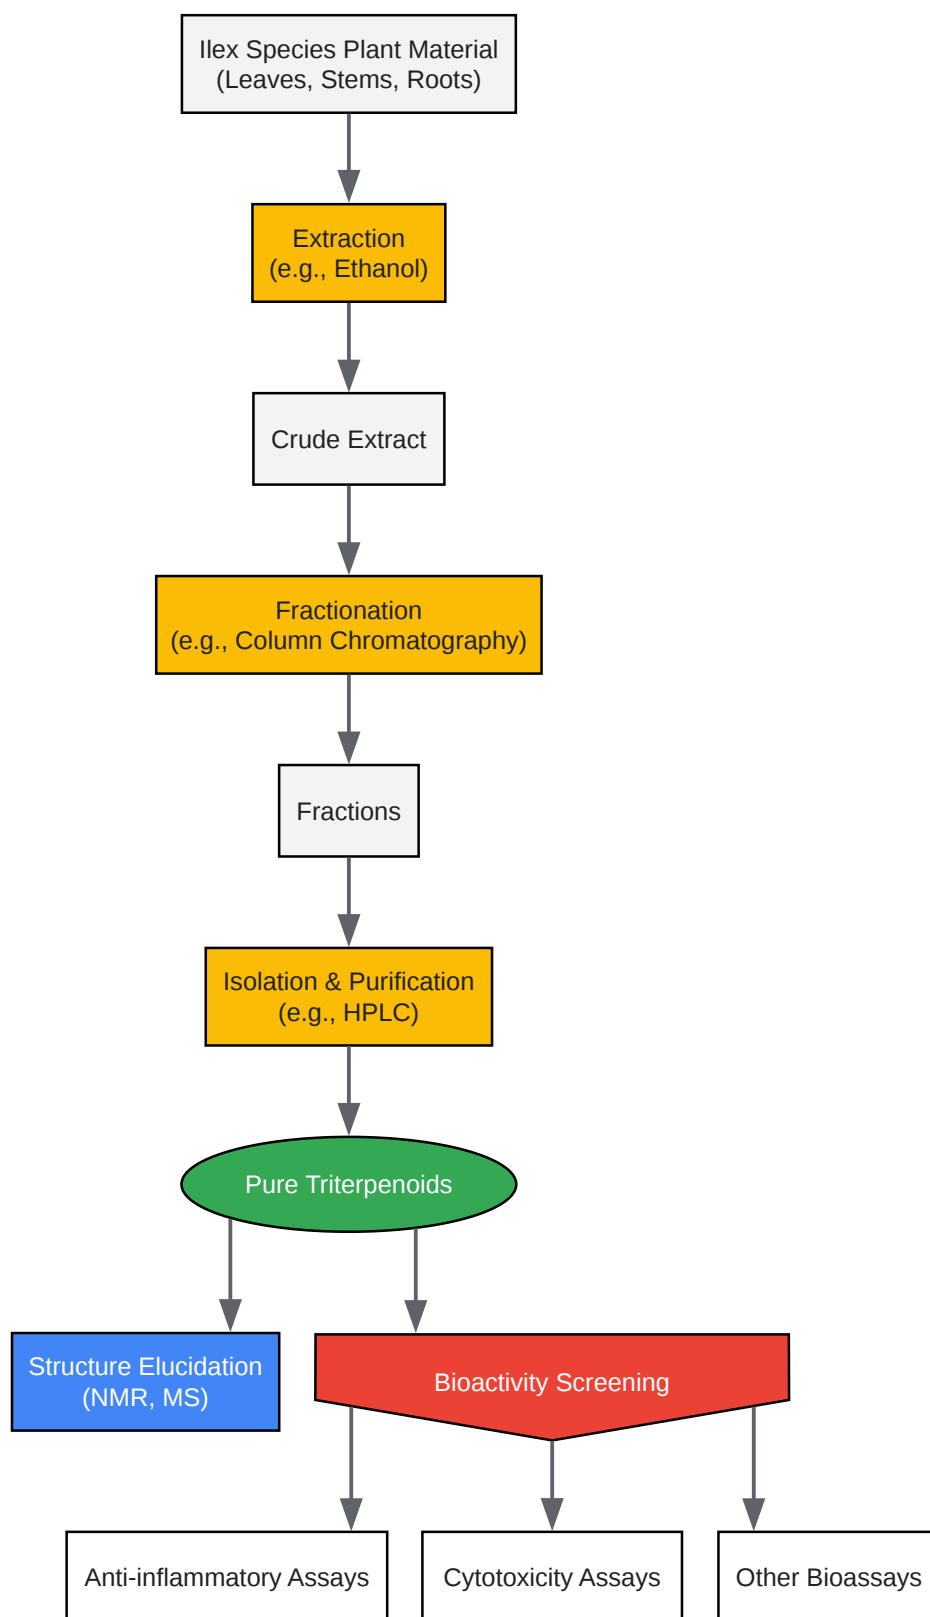 Ilex Species Plant Material
(Leaves, Stems, Roots)
Extraction
(e.g., Ethanol)
Crude Extract
Fractionation
(e.g., Column Chromatography)
Fractions
Isolation & Purification
(e.g., HPLC)
Pure Triterpenoids
Structure Elucidation
(NMR, MS)
Bioactivity Screening
Anti-inflammatory Assays
Cytotoxicity Assays
Other Bioassays